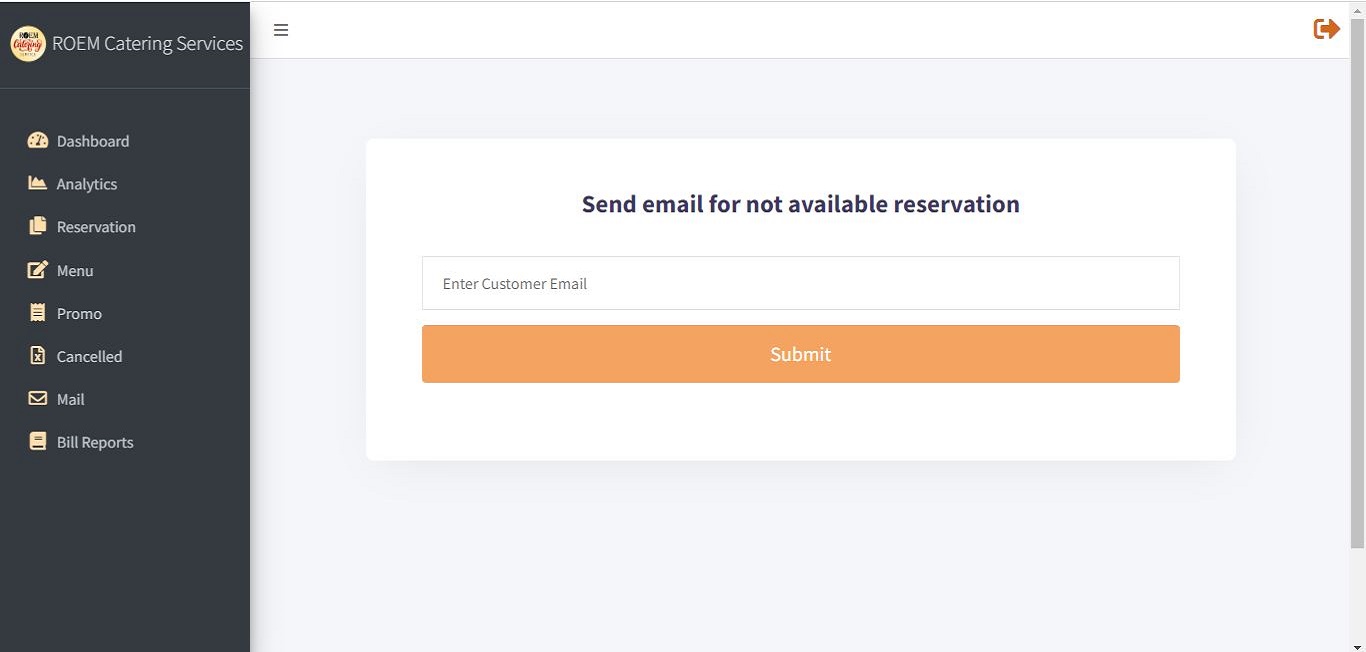 ROEM
Catering
ROEM Catering Services
Dashboard
Analytics
Reservation
Menu
Promo
Cancelled
Mail
Bill Reports
Send email for not available reservation
Enter Customer Email
Submit